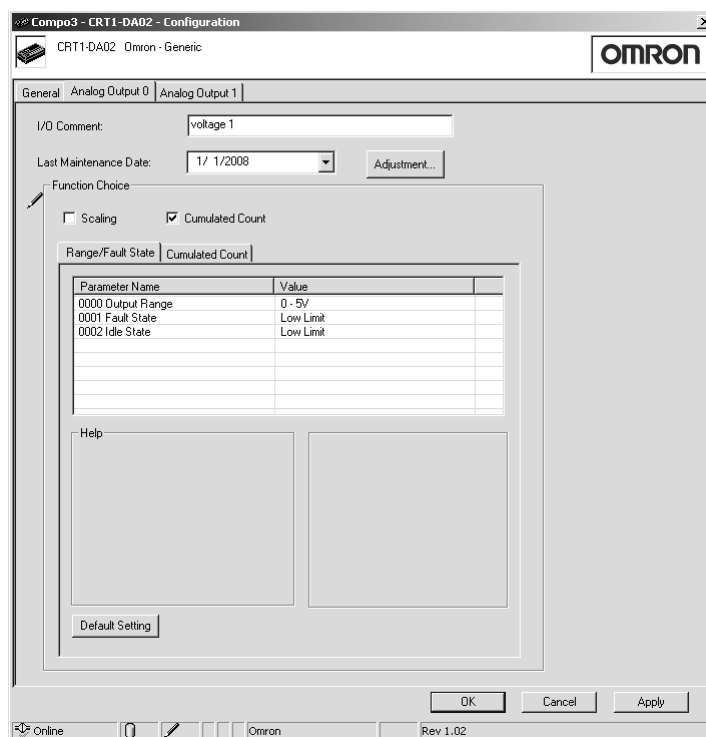 Compo3 - CRT1-DA02 - Configuration
CRT1-DA02 Omron - Generic
OMRON
General
Analog Output 0
Analog Output 1
I/O Comment:
voltage 1
Last Maintenance Date:
1/ 1/2008
Adjustment...
Function Choice
Scaling
Cumulated Count
Range/Fault State
Cumulated Count
Parameter Name
Value
0000 Output Range
0 - 5V
0001 Fault State
Low Limit
0002 Idle State
Low Limit
Help
Default Setting
OK
Cancel
Apply
Online
Omron
Rev 1.02